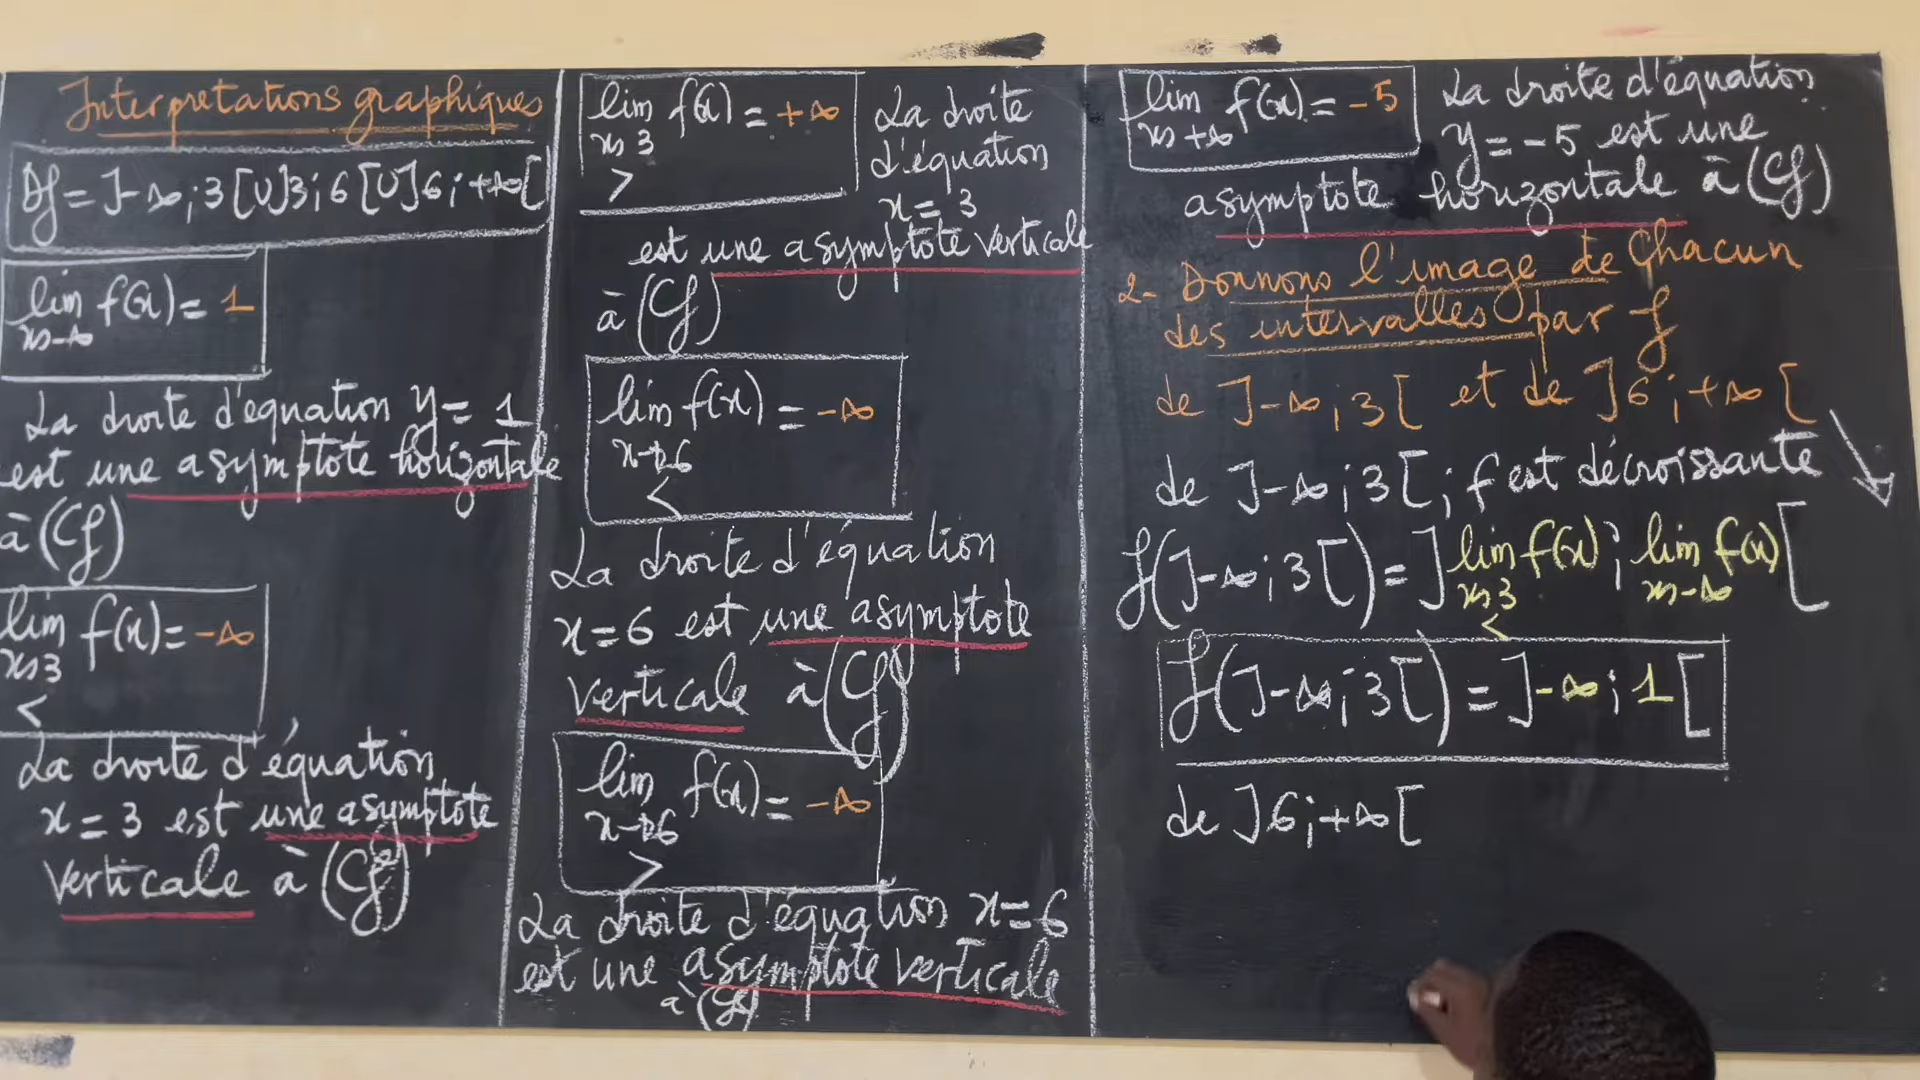 Interpretations graphiques
Df = ]-∞; 3[U]3; 6[U]6; +∞[
lim f(x) = 1
x→-∞
La droite d'équation y = 1
est une asymptote horizontale
à (Cf)
lim f(x) = -∞
x→3
<
La droite d'équation
x = 3 est une asymptote
verticale à (Cf)
lim f(x) = +∞
x→3
>
La droite
d'équation
x = 3
est une asymptote verticale
à (Cf)
lim f(x) = -∞
x→6
<
La droite d'équation
x = 6 est une asymptote
verticale à (Cf)
lim f(x) = -∞
x→6
>
La droite d'équation x = 6
est une asymptote verticale
à (Cf)
lim f(x) = -5
x→+∞
La droite d'équation
y = -5 est une
asymptote horizontale à (Cf)
2- Donnons l'image de Chacun
des intervalles par f
de ]-∞; 3[ et de ]6; +∞[
de ]-∞; 3[; f est décroissante
f(]-∞; 3[) = ] lim f(x); lim f(x) [
x→3 x→-∞
<
f(]-∞; 3[) = ]-∞; 1[
de ]6; +∞[